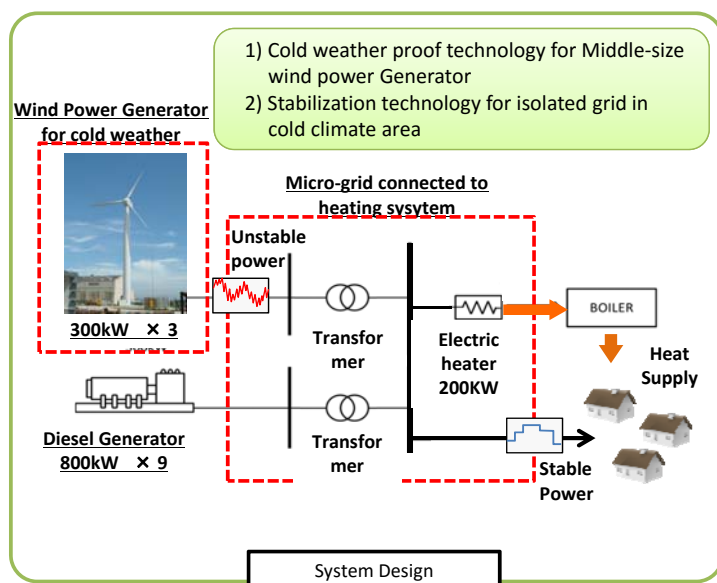 1) Cold weather proof technology for Middle-size
wind power Generator
2) Stabilization technology for isolated grid in
cold climate area
Wind Power Generator
for cold weather
Micro-grid connected to
heating sysytem
Unstable
power
300kW × 3
Transfor
mer
Electric
heater
200KW
BOILER
Heat
Supply
Diesel Generator
800kW × 9
Transfor
mer
Stable
Power
System Design